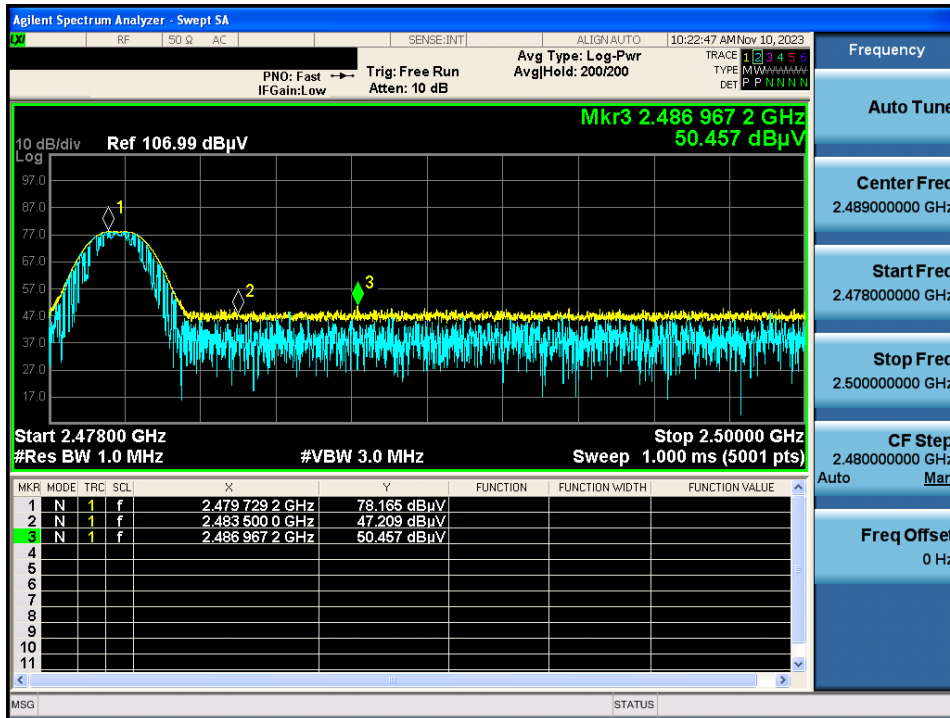 Agilent Spectrum Analyzer - Swept SA
LXI RF 50 Ω AC SENSE:INT ALIGN AUTO 10:22:47 AM Nov 10, 2023
PNO: Fast Trig: Free Run Avg Type: Log-Pwr TRACE 1 2 3 4 5 6
IFGain:Low Atten: 10 dB Avg|Hold: 200/200 TYPE M
DET P P N N N N
Mkr3 2.486 967 2 GHz
50.457 dBµV
10 dB/div Ref 106.99 dBµV
Log
97.0
87.0
77.0
67.0
57.0
47.0
37.0
27.0
17.0
1
2
3
Start 2.47800 GHz Stop 2.50000 GHz
#Res BW 1.0 MHz #VBW 3.0 MHz Sweep 1.000 ms (5001 pts)
MKR MODE TRC SCL X Y FUNCTION FUNCTION WIDTH FUNCTION VALUE
1 N 1 f 2.479 729 2 GHz 78.165 dBµV
2 N 1 f 2.483 500 0 GHz 47.209 dBµV
3 N 1 f 2.486 967 2 GHz 50.457 dBµV
4
5
6
7
8
9
10
11
MSG STATUS
Frequency
Auto Tune
Center Freq
2.489000000 GHz
Start Freq
2.478000000 GHz
Stop Freq
2.500000000 GHz
CF Step
2.480000000 GHz
Auto Man
Freq Offset
0 Hz